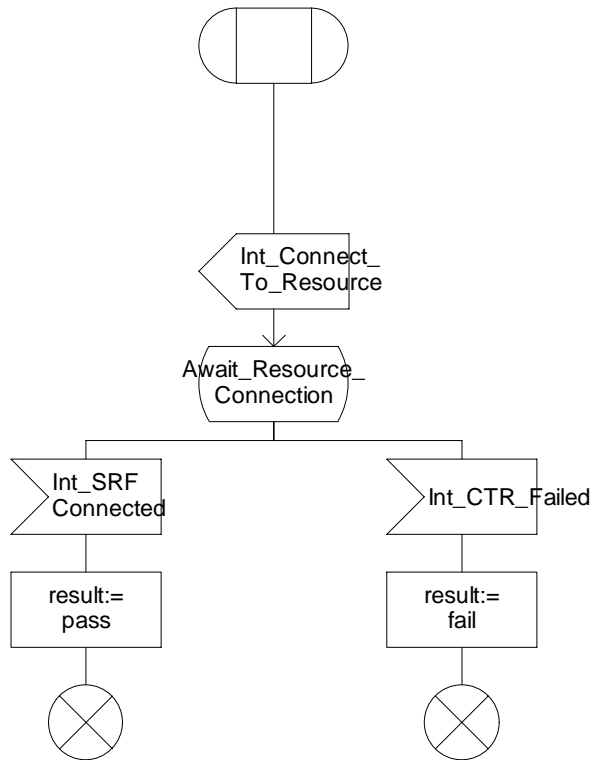 Int_Connect_
To_Resource
Await_Resource_
Connection
Int_SRF
Connected
Int_CTR_Failed
result:=
pass
result:=
fail